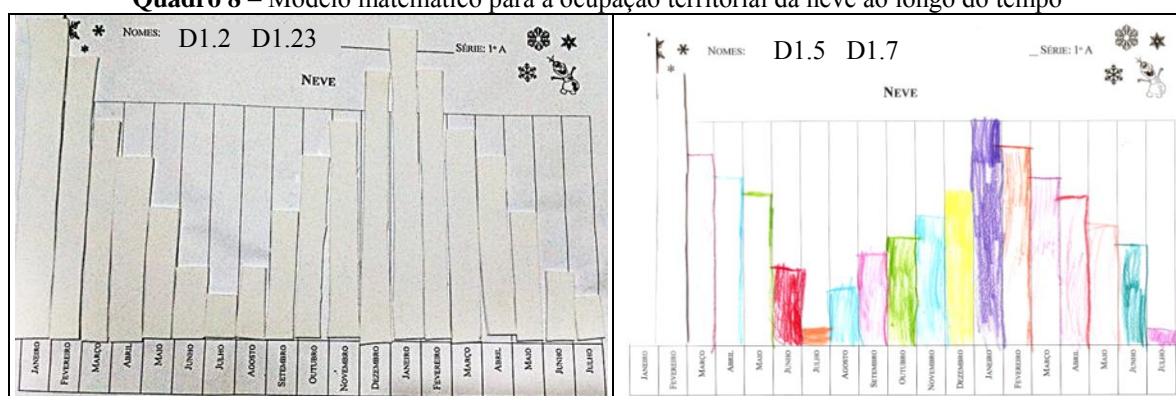 Quadro 8 – Modelo matemático para a ocupação territorial da neve ao longo do tempo
NOMES: D1.2 D1.23 SÉRIE: 1ª A
NEVE
JANEIRO
FEVEREIRO
MARÇO
ABRIL
MAIO
JUNHO
JULHO
AGOSTO
SETEMBRO
OUTUBRO
NOVEMBRO
DEZEMBRO
JANEIRO
FEVEREIRO
MARÇO
ABRIL
MAIO
JUNHO
JULHO
NOMES: D1.5 D1.7 SÉRIE: 1ª A
NEVE
JANEIRO
FEVEREIRO
MARÇO
ABRIL
MAIO
JUNHO
JULHO
AGOSTO
SETEMBRO
OUTUBRO
NOVEMBRO
DEZEMBRO
JANEIRO
FEVEREIRO
MARÇO
ABRIL
MAIO
JUNHO
JULHO